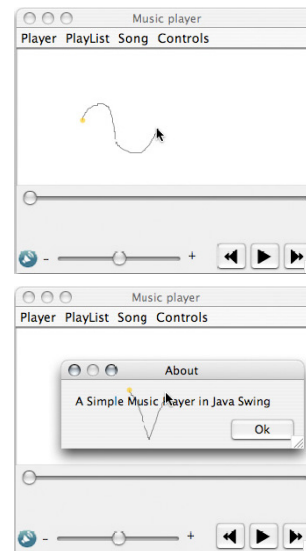 Music player
Player PlayList Song Controls
- +
Music player
Player PlayList Song Controls
About
A Simple Music Player in Java Swing
Ok
- +